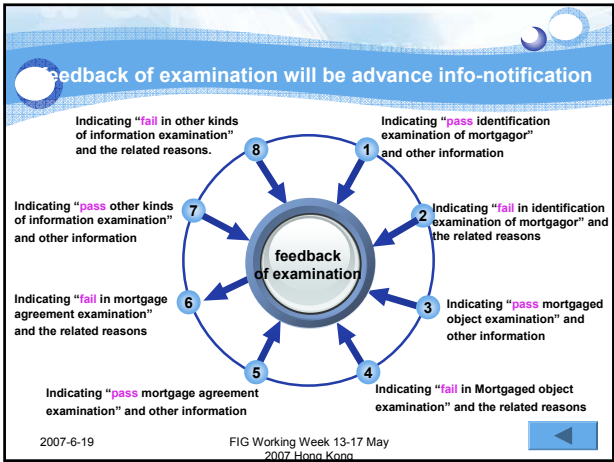 feedback of examination will be advance info-notification
Indicating “pass identification
examination of mortgagor”
and other information
1
2
Indicating “fail in identification
examination of mortgagor” and
the related reasons
3
Indicating “pass mortgaged
object examination” and
other information
4
Indicating “fail in Mortgaged object
examination” and the related reasons
5
Indicating “pass mortgage agreement
examination” and other information
6
Indicating “fail in mortgage
agreement examination”
and the related reasons
7
Indicating “pass other kinds
of information examination”
and other information
8
Indicating “fail in other kinds
of information examination”
and the related reasons.
feedback
of examination
2007-6-19
FIG Working Week 13-17 May
2007 Hong Kong